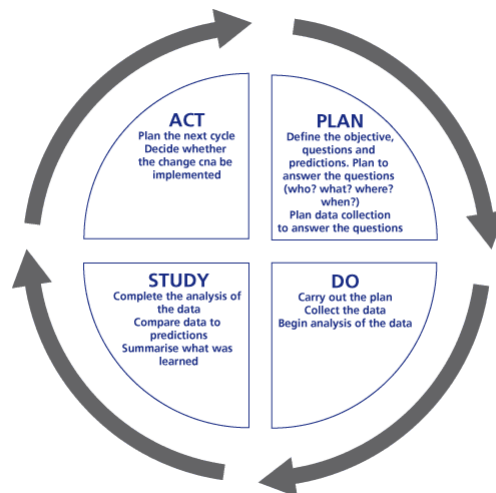 ACT
Plan the next cycle
Decide whether
the change cna be
implemented
PLAN
Define the objective,
questions and
predictions. Plan to
answer the questions
(who? what? where?
when?)
Plan data collection
to answer the questions
STUDY
Complete the analysis of
the data
Compare data to
predictions
Summarise what was
learned
DO
Carry out the plan
Collect the data
Begin analysis of the data